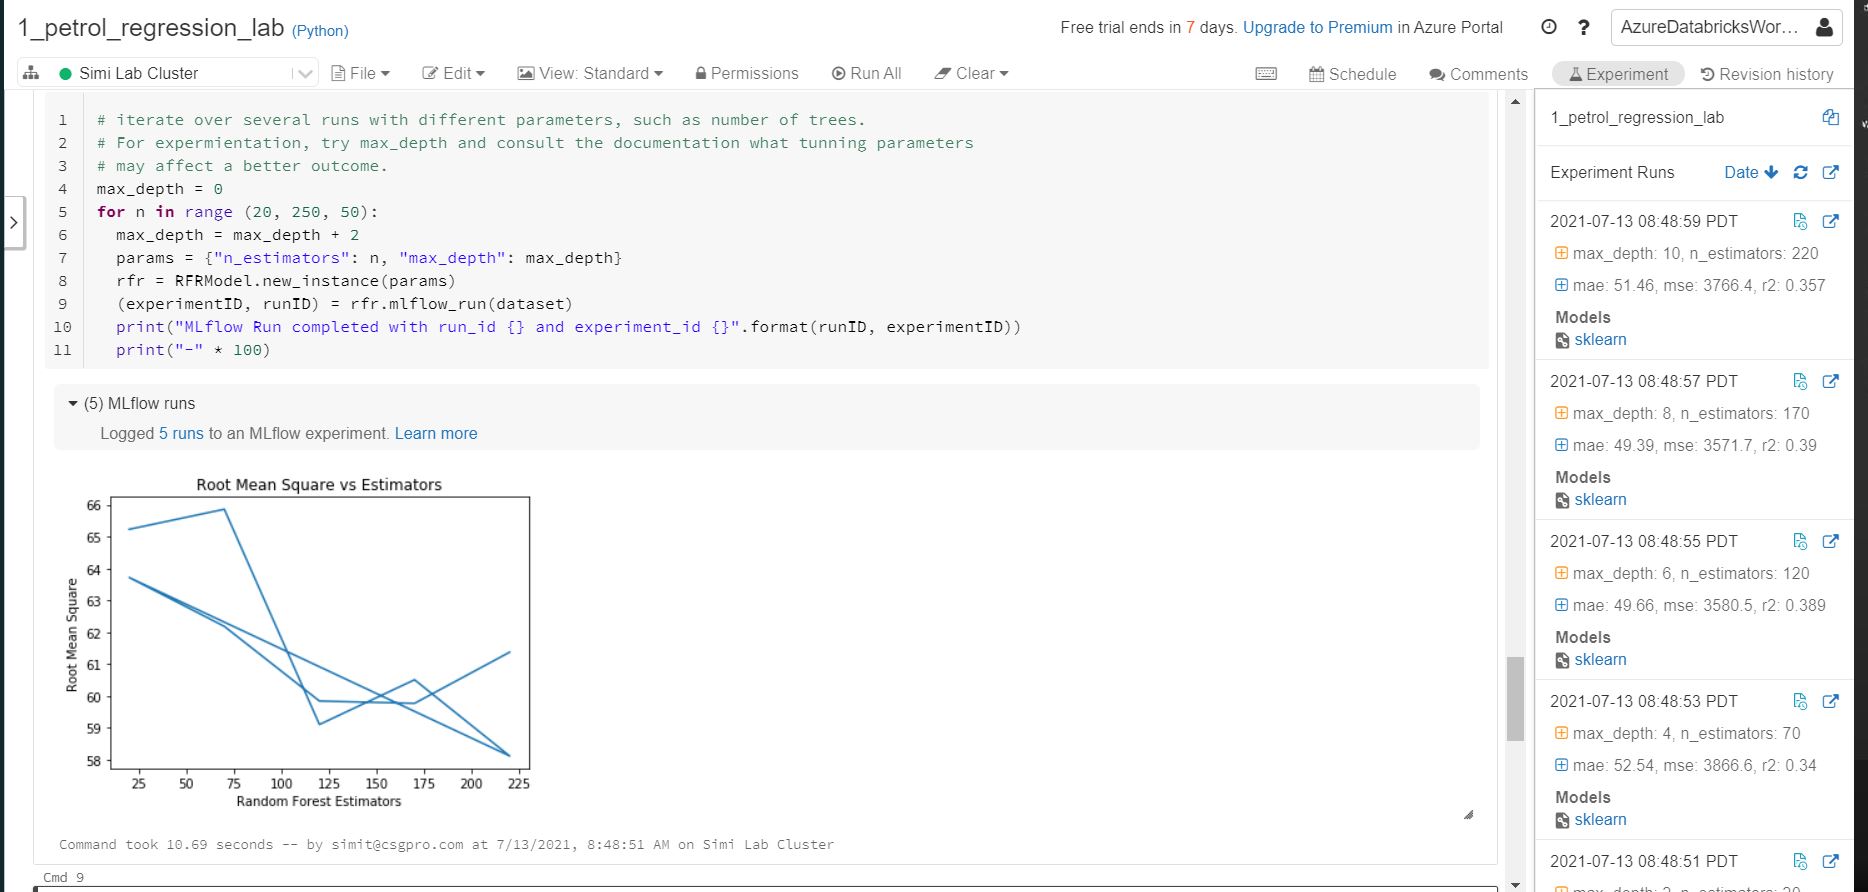 1_petrol_regression_lab (Python)
Free trial ends in 7 days. Upgrade to Premium in Azure Portal
?
AzureDatabricksWor...
Simi Lab Cluster
File
Edit
View: Standard
Permissions
Run All
Clear
Schedule
Comments
Experiment
Revision history
1 # iterate over several runs with different parameters, such as number of trees.
2 # For expermientation, try max_depth and consult the documentation what tunning parameters
3 # may affect a better outcome.
4 max_depth = 0
5 for n in range (20, 250, 50):
6 max_depth = max_depth + 2
7 params = {"n_estimators": n, "max_depth": max_depth}
8 rfr = RFRModel.new_instance(params)
9 (experimentID, runID) = rfr.mlflow_run(dataset)
10 print("MLflow Run completed with run_id {} and experiment_id {}".format(runID, experimentID))
11 print("-" * 100)
(5) MLflow runs
Logged 5 runs to an MLflow experiment. Learn more
Root Mean Square vs Estimators
Root Mean Square
66
65
64
63
62
61
60
59
58
25 50 75 100 125 150 175 200 225
Random Forest Estimators
Command took 10.69 seconds -- by simit@csgpro.com at 7/13/2021, 8:48:51 AM on Simi Lab Cluster
Cmd 9
1_petrol_regression_lab
Experiment Runs
Date
2021-07-13 08:48:59 PDT
max_depth: 10, n_estimators: 220
mae: 51.46, mse: 3766.4, r2: 0.357
Models
sklearn
2021-07-13 08:48:57 PDT
max_depth: 8, n_estimators: 170
mae: 49.39, mse: 3571.7, r2: 0.39
Models
sklearn
2021-07-13 08:48:55 PDT
max_depth: 6, n_estimators: 120
mae: 49.66, mse: 3580.5, r2: 0.389
Models
sklearn
2021-07-13 08:48:53 PDT
max_depth: 4, n_estimators: 70
mae: 52.54, mse: 3866.6, r2: 0.34
Models
sklearn
2021-07-13 08:48:51 PDT
max_depth: 2, n_estimators: 20